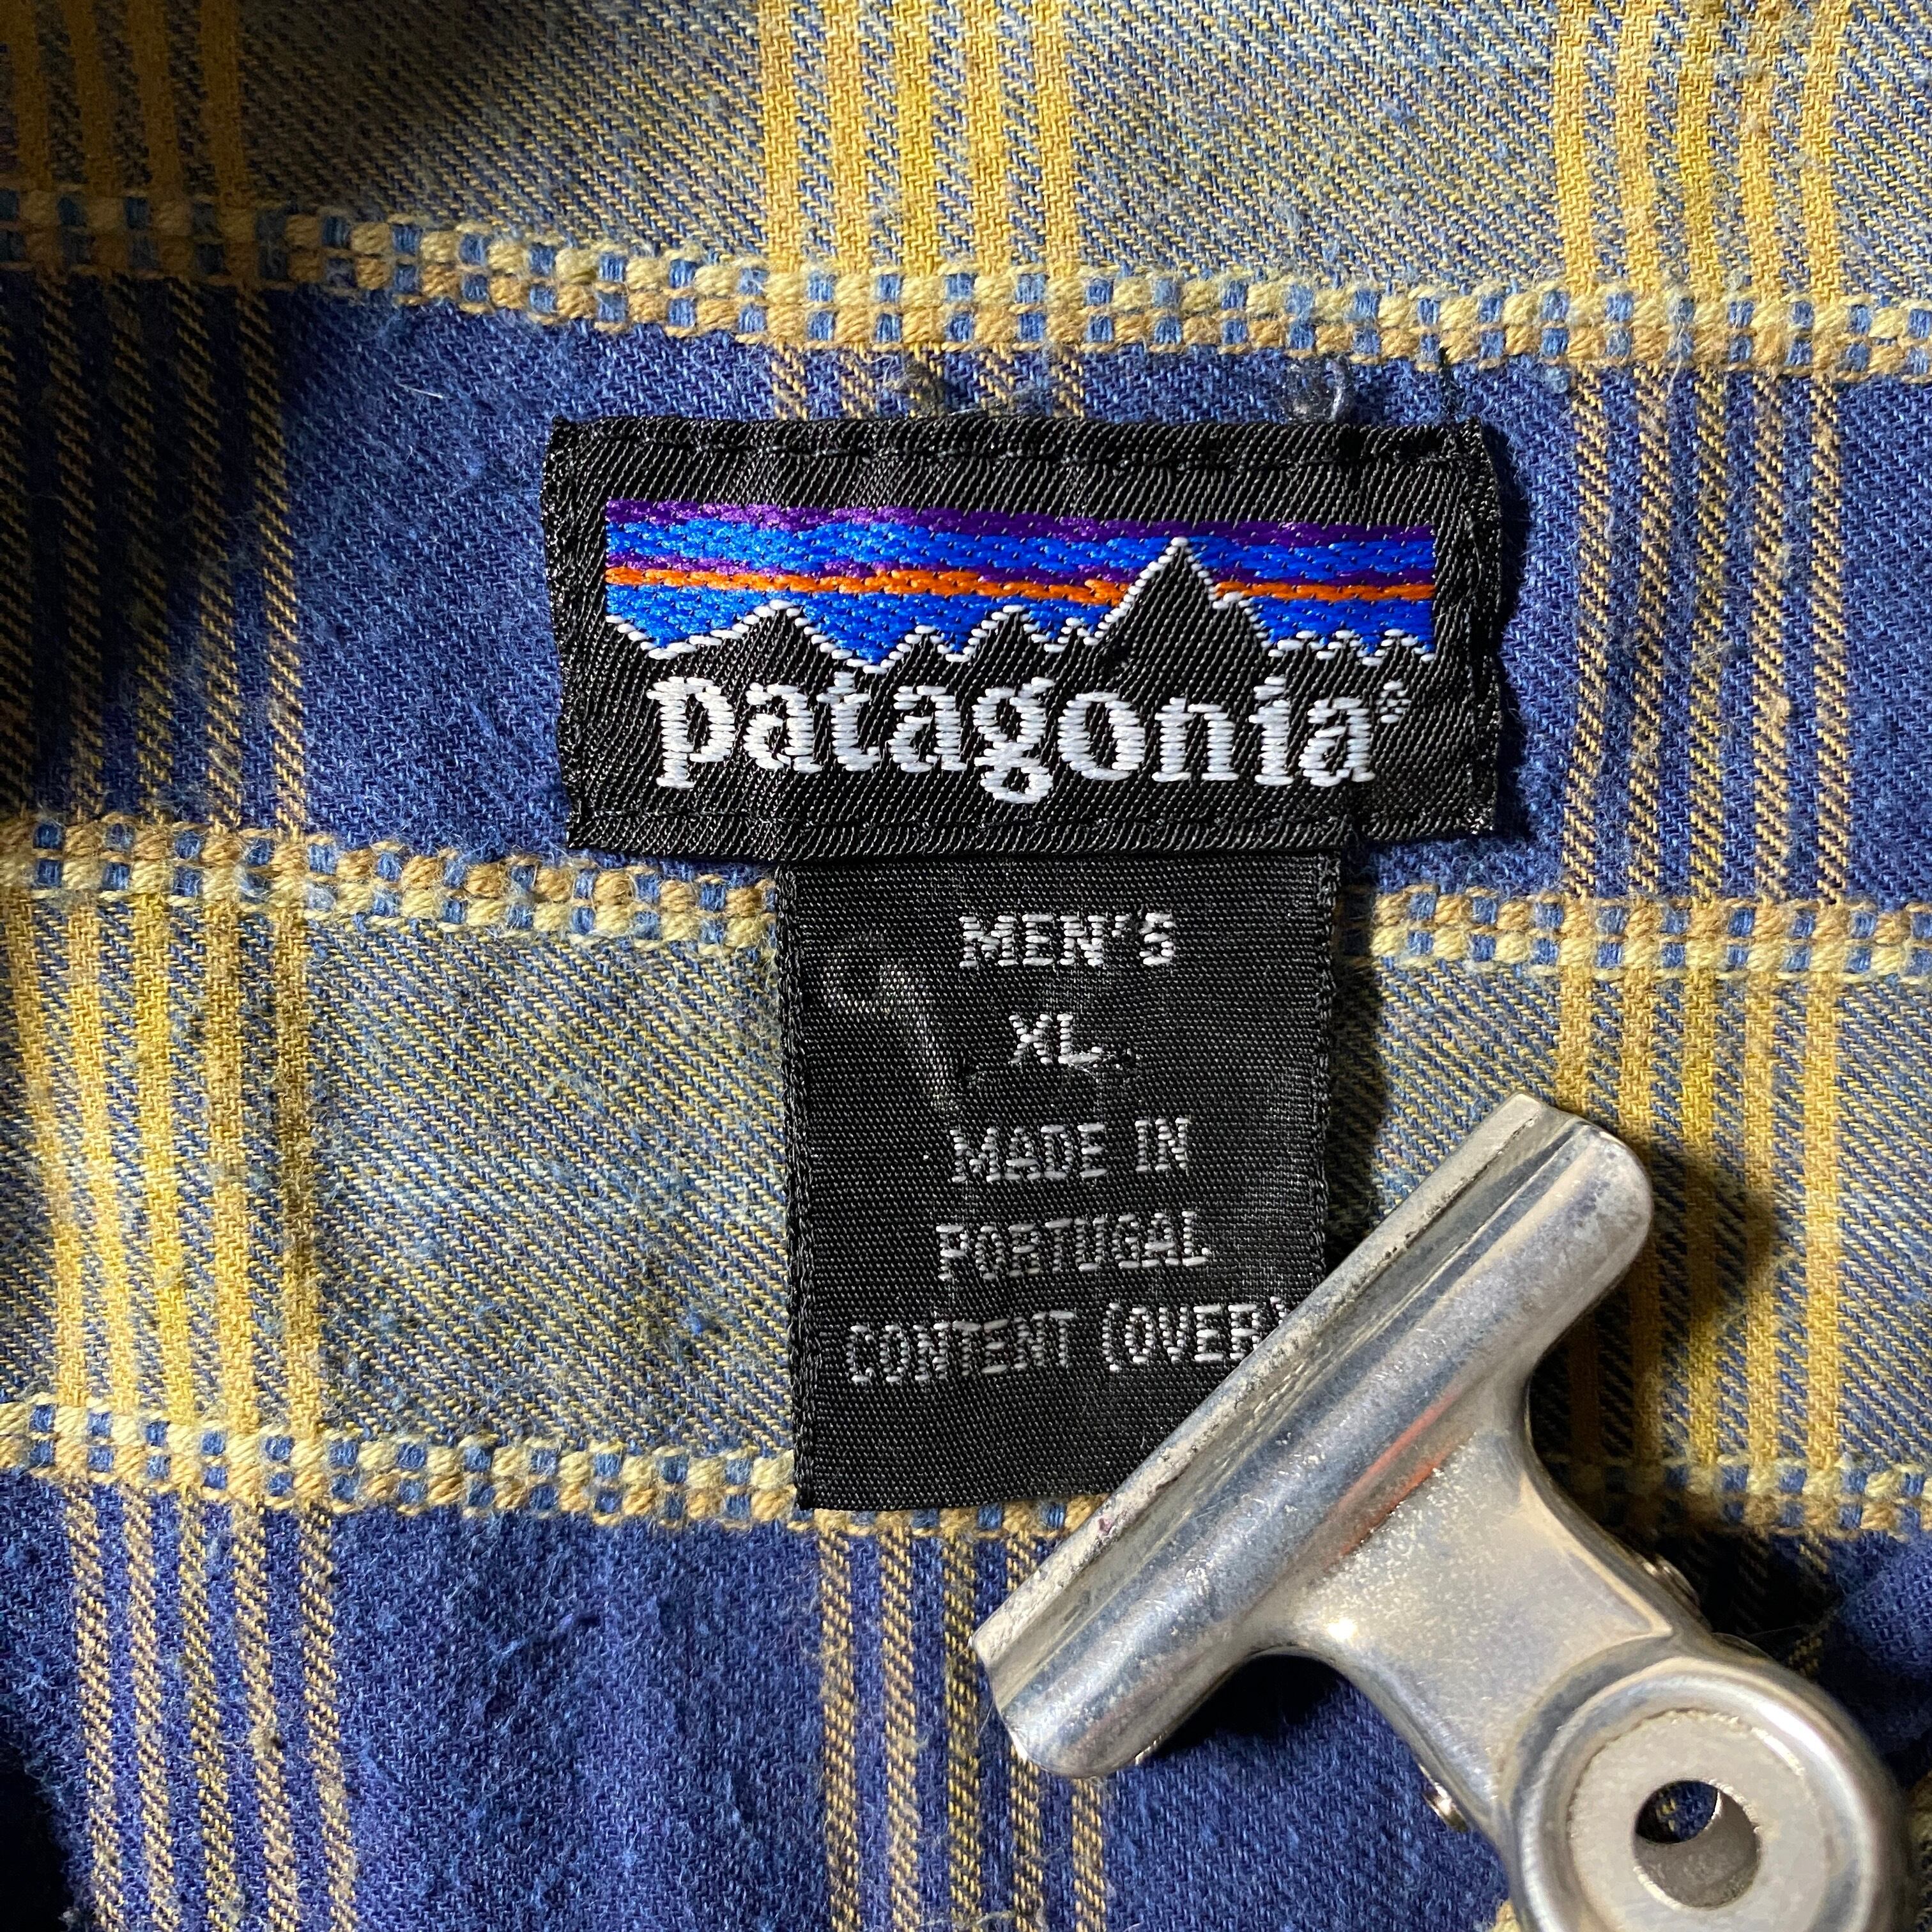 patagonia®
MEN'S
XL
MADE IN
PORTUGAL
CONTENT (OVER)